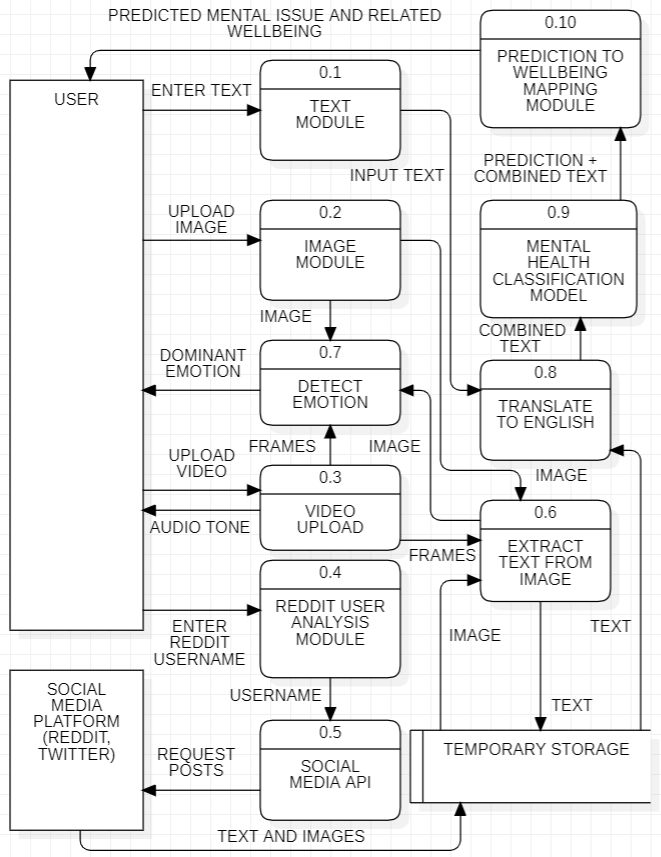 PREDICTED MENTAL ISSUE AND RELATED
WELLBEING
0.10
PREDICTION TO
WELLBEING
MAPPING
MODULE
USER
ENTER TEXT
0.1
TEXT
MODULE
INPUT TEXT
PREDICTION +
COMBINED TEXT
UPLOAD
IMAGE
0.2
IMAGE
MODULE
0.9
MENTAL
HEALTH
CLASSIFICATION
MODEL
IMAGE
COMBINED
TEXT
DOMINANT
EMOTION
0.7
DETECT
EMOTION
0.8
TRANSLATE
TO ENGLISH
FRAMES
IMAGE
UPLOAD
VIDEO
0.3
VIDEO
UPLOAD
AUDIO TONE
IMAGE
0.6
EXTRACT
TEXT FROM
IMAGE
FRAMES
0.4
REDDIT USER
ANALYSIS
MODULE
ENTER
REDDIT
USERNAME
IMAGE
TEXT
USERNAME
TEXT
SOCIAL
MEDIA
PLATFORM
(REDDIT,
TWITTER)
REQUEST
POSTS
0.5
SOCIAL
MEDIA API
TEMPORARY STORAGE
TEXT AND IMAGES